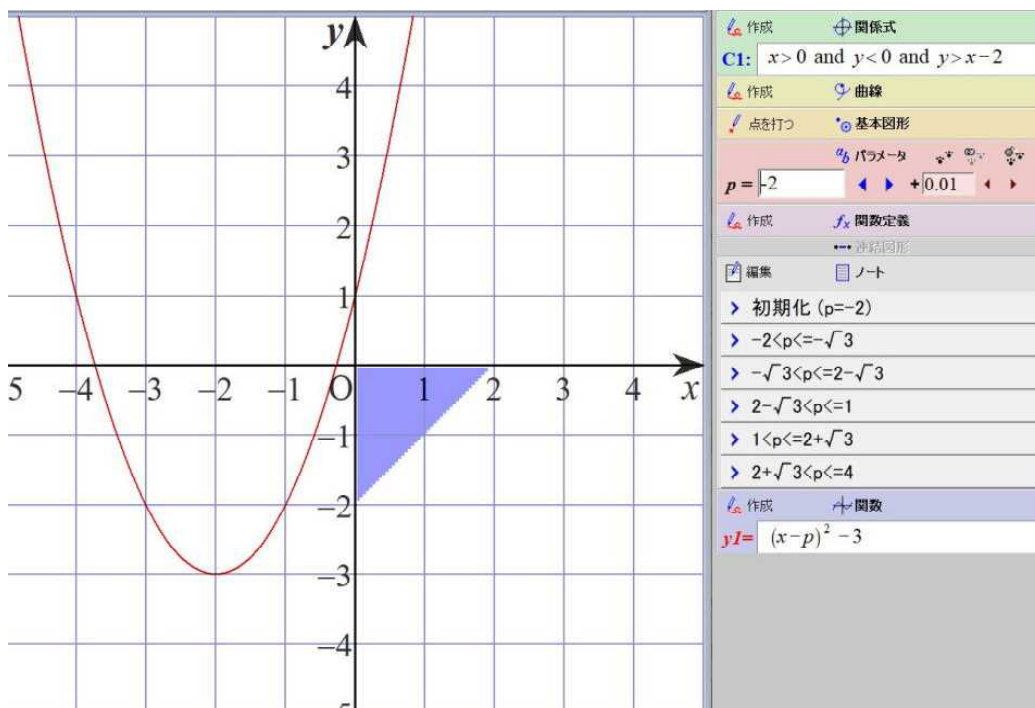 y
4
3
2
1
5 −4 −3 −2 −1 O 1 2 3 4 x
−1
−2
−3
−4
作成 関係式
C1: x>0 and y<0 and y>x−2
作成 曲線
点を打つ 基本図形
ab パラメータ
p = -2 +0.01
作成 fx 関数定義
連結図形
編集 ノート
> 初期化 (p=−2)
> −2<p<=−√3
> −√3<p<=2−√3
> 2−√3<p<=1
> 1<p<=2+√3
> 2+√3<p<=4
作成 関数
y1= (x−p)² −3